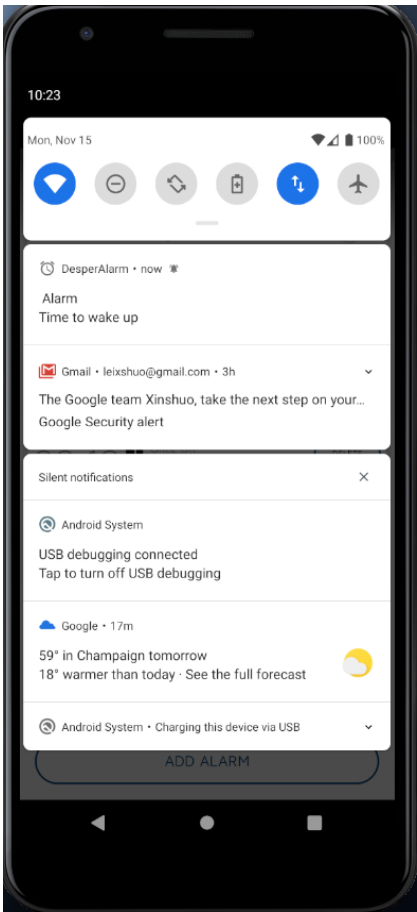 10:23
Mon, Nov 15 100%
DesperAlarm • now
Alarm
Time to wake up
Gmail • leixshuo@gmail.com • 3h
The Google team Xinshuo, take the next step on your...
Google Security alert
Silent notifications
Android System
USB debugging connected
Tap to turn off USB debugging
Google • 17m
59° in Champaign tomorrow
18° warmer than today · See the full forecast
Android System • Charging this device via USB
ADD ALARM